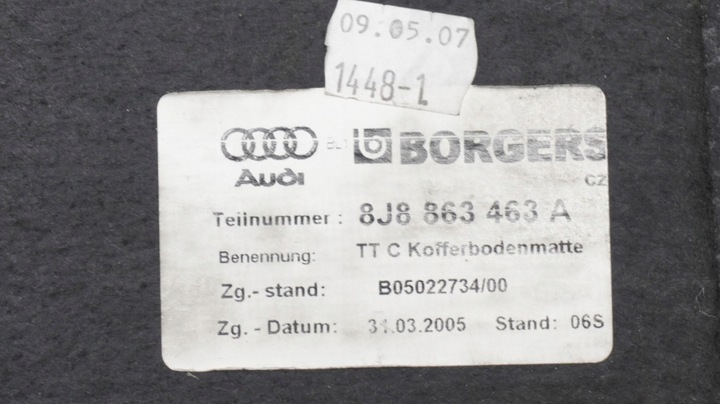 09.05.07
1448-1
Audi BORGERS
CZ
Teilnummer: 8J8 863 463 A
Benennung: TT C Kofferbodenmatte
Zg.-stand: B05022734/00
Zg. - Datum: 31.03.2005 Stand: 06S